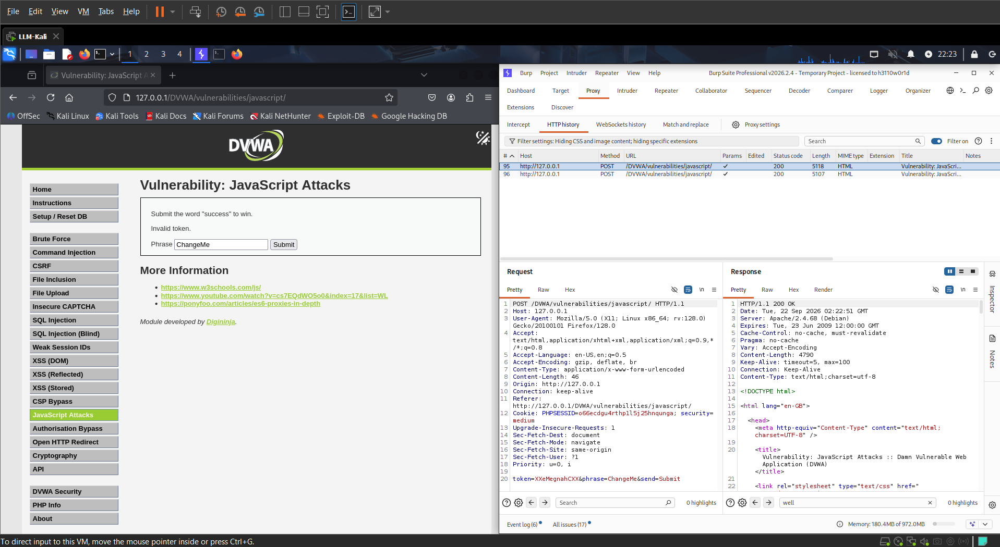 File Edit View VM Tabs Help
LLM-Kali
1 2 3 4
22:23
Vulnerability: JavaScript A
127.0.0.1/DVWA/vulnerabilities/javascript/
OffSec Kali Linux Kali Tools Kali Docs Kali Forums Kali NetHunter Exploit-DB Google Hacking DB
DVWA
Home
Instructions
Setup / Reset DB
Brute Force
Command Injection
CSRF
File Inclusion
File Upload
Insecure CAPTCHA
SQL Injection
SQL Injection (Blind)
Weak Session IDs
XSS (DOM)
XSS (Reflected)
XSS (Stored)
CSP Bypass
JavaScript Attacks
Authorisation Bypass
Open HTTP Redirect
Cryptography
API
DVWA Security
PHP Info
About
Vulnerability: JavaScript Attacks
Submit the word "success" to win.
Invalid token.
Phrase ChangeMe Submit
More Information
https://www.w3schools.com/js/
https://www.youtube.com/watch?v=cs7EQdWO5o0&index=17&list=WL
https://ponyfoo.com/articles/es6-proxies-in-depth
Module developed by Digininja.
Burp Project Intruder Repeater View Help Burp Suite Professional v2026.2.4 - Temporary Project - licensed to h3110w0r1d
Dashboard Target Proxy Intruder Repeater Collaborator Sequencer Decoder Comparer Logger Organizer
Extensions Discover
Intercept HTTP history WebSockets history Match and replace Proxy settings
Filter settings: Hiding CSS and image content; hiding specific extensions Search Filter on
# Host Method URL Params Edited Status code Length MIME type Extension Title Notes
95 http://127.0.0.1 POST /DVWA/vulnerabilities/javascript/ ✓ 200 5118 HTML Vulnerability: JavaScri...
96 http://127.0.0.1 POST /DVWA/vulnerabilities/javascript/ ✓ 200 5107 HTML Vulnerability: JavaScri...
Request
Pretty Raw Hex \n
1 POST /DVWA/vulnerabilities/javascript/ HTTP/1.1
2 Host: 127.0.0.1
3 User-Agent: Mozilla/5.0 (X11; Linux x86_64; rv:128.0)
Gecko/20100101 Firefox/128.0
4 Accept:
text/html,application/xhtml+xml,application/xml;q=0.9,*
/*;q=0.8
5 Accept-Language: en-US,en;q=0.5
6 Accept-Encoding: gzip, deflate, br
7 Content-Type: application/x-www-form-urlencoded
8 Content-Length: 46
9 Origin: http://127.0.0.1
10 Connection: keep-alive
11 Referer:
http://127.0.0.1/DVWA/vulnerabilities/javascript/
12 Cookie: PHPSESSID=o66ecdgu4rthp1l5j25hnqunga; security=
medium
13 Upgrade-Insecure-Requests: 1
14 Sec-Fetch-Dest: document
15 Sec-Fetch-Mode: navigate
16 Sec-Fetch-Site: same-origin
17 Sec-Fetch-User: ?1
18 Priority: u=0, i
19
20 token=XXeMegnahCXX&phrase=ChangeMe&send=Submit
Search 0 highlights
Response
Pretty Raw Hex Render \n
1 HTTP/1.1 200 OK
2 Date: Tue, 22 Sep 2026 02:22:51 GMT
3 Server: Apache/2.4.68 (Debian)
4 Expires: Tue, 23 Jun 2009 12:00:00 GMT
5 Cache-Control: no-cache, must-revalidate
6 Pragma: no-cache
7 Vary: Accept-Encoding
8 Content-Length: 4790
9 Keep-Alive: timeout=5, max=100
10 Connection: Keep-Alive
11 Content-Type: text/html;charset=utf-8
12
13 <!DOCTYPE html>
14
15 <html lang="en-GB">
16
17 <head>
18 <meta http-equiv="Content-Type" content="text/html;
charset=UTF-8" />
19
20 <title>
Vulnerability: JavaScript Attacks :: Damn Vulnerable Web
Application (DVWA)
</title>
21
22 <link rel="stylesheet" type="text/css" href="
well 0 highlights
Inspector
Notes
Event log (6) All issues (17) Memory: 180.4MB of 972.0MB
To direct input to this VM, move the mouse pointer inside or press Ctrl+G.